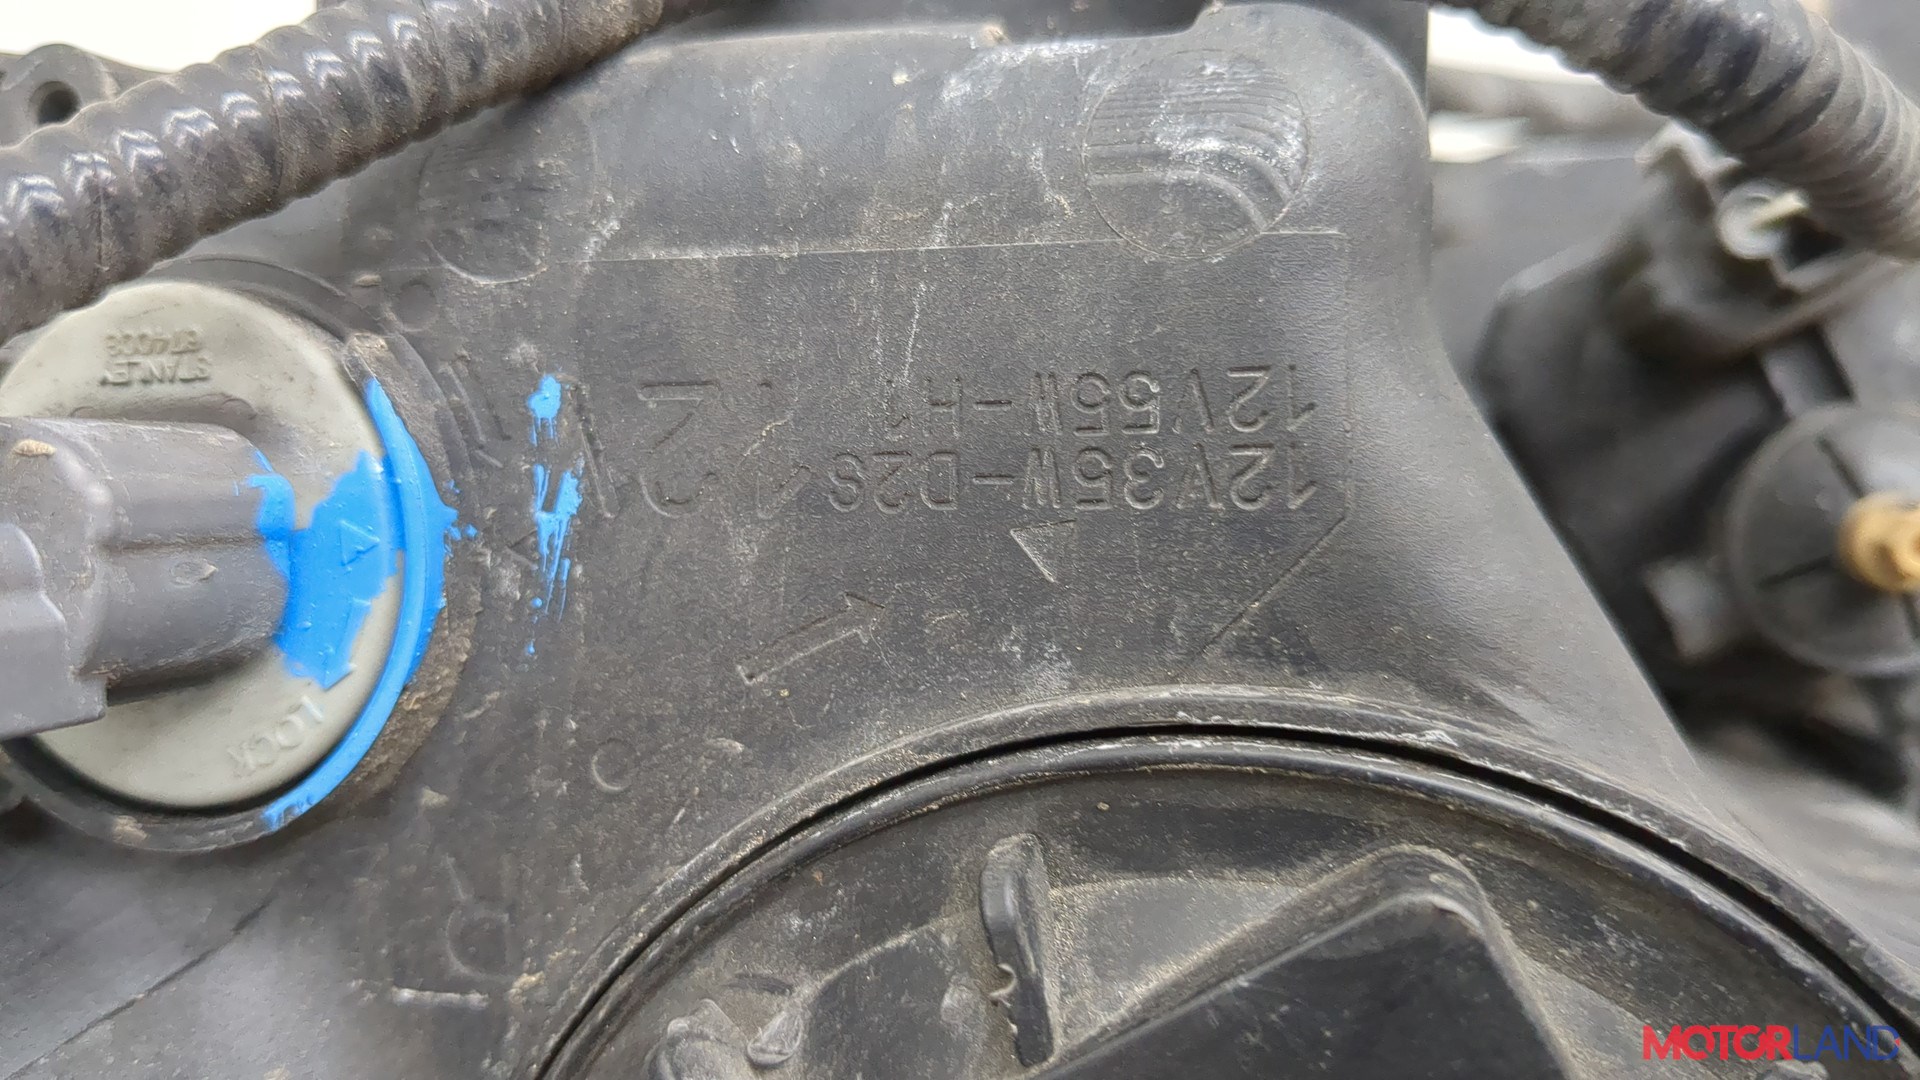 12V35W-D2S
12V55W-H1
STANLEY
LOCK
MOTORLAND